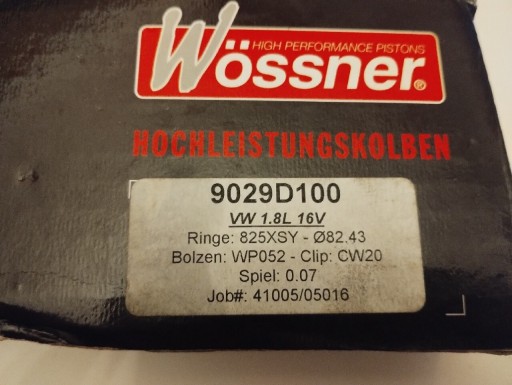 HIGH PERFORMANCE PISTONS
Wössner®
HOCHLEISTUNGSKOLBEN
9029D100
VW 1.8L 16V
Ringe: 825XSY - Ø82.43
Bolzen: WP052 - Clip: CW20
Spiel: 0.07
Job#: 41005/05016